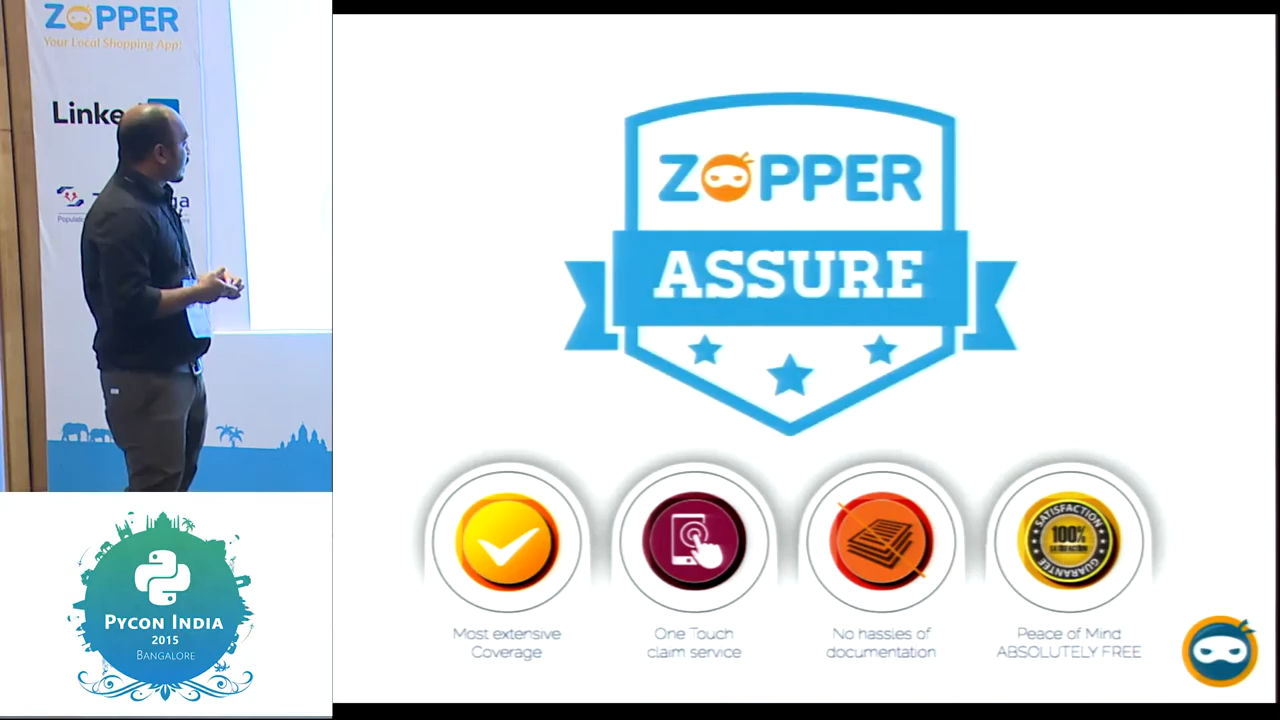 ZOPPER
Your Local Shopping App!
Linke
ZOPPER
ASSURE
SATISFACTION
100%
GUARANTEE
Most extensive
Coverage
One Touch
claim service
No hassles of
documentation
Peace of Mind
ABSOLUTELY FREE
PYCON INDIA
2015
BANGALORE